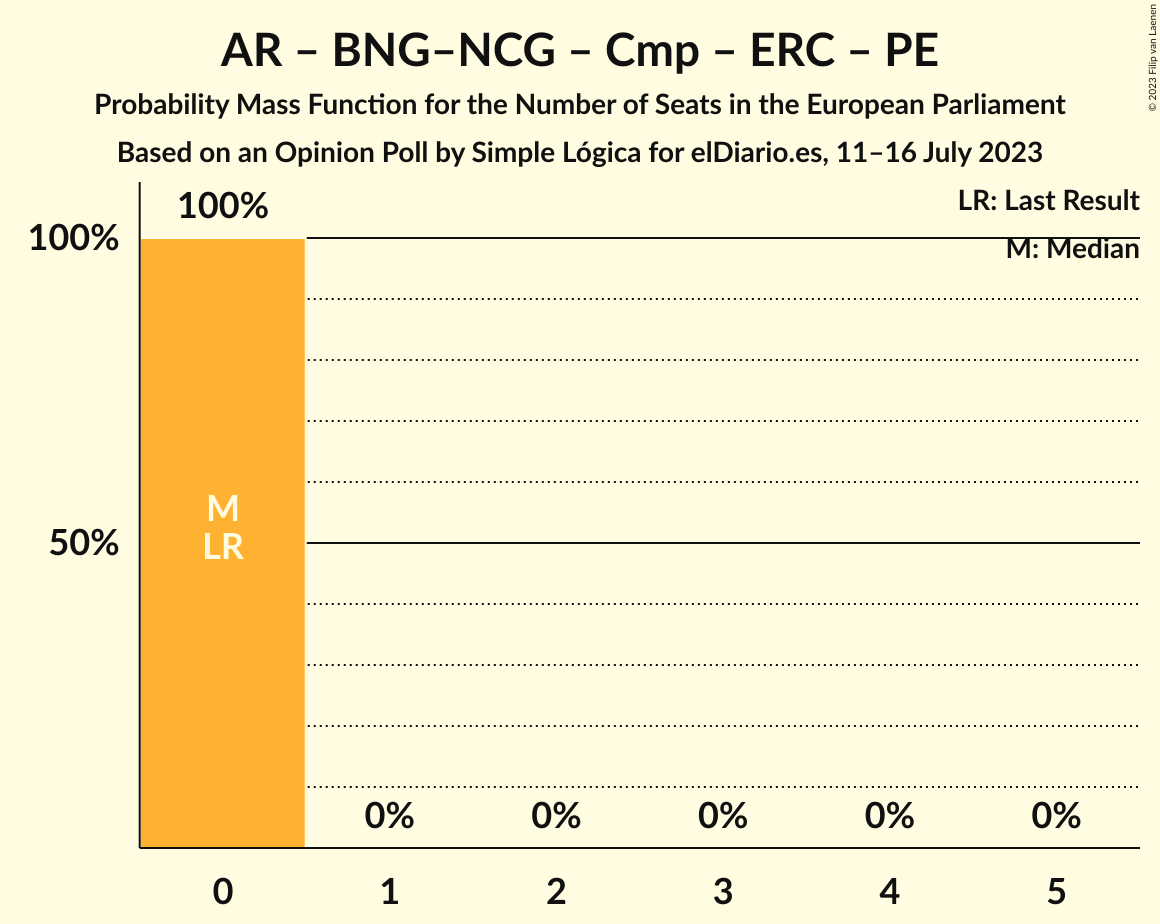 AR – BNG–NCG – Cmp – ERC – PE
Probability Mass Function for the Number of Seats in the European Parliament
Based on an Opinion Poll by Simple Lógica for elDiario.es, 11–16 July 2023
© 2023 Filip van Laenen
LR: Last Result
M: Median
100%
100%
50%
M
LR
0% 0% 0% 0% 0%
0 1 2 3 4 5